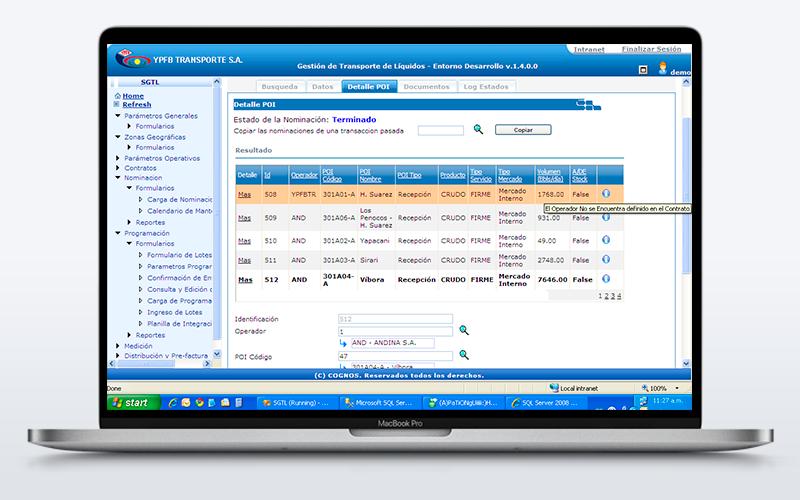 Intranet Finalizar Sesión
YPFB TRANSPORTE S.A.
Gestión de Transporte de Líquidos - Entorno Desarrollo v.1.4.0.0
demo
SGTL
Home
Refresh
Parámetros Generales
Formularios
Zonas Geográficas
Formularios
Parámetros Operativos
Contratos
Nominacion
Formularios
Carga de Nominacio
Calendario de Mant
Reportes
Programación
Formularios
Formulario de Lotes
Parametros Program
Confirmación de En
Consulta y Edición d
Carga de Programa
Ingreso de Lotes
Planilla de Integraci
Reportes
Medición
Distribución y Pre-factura
Busqueda Datos Detalle POI Documentos Log Estados
Detalle POI
Estado de la Nominación: Terminado
Copiar las nominaciones de una transaccion pasada Copiar
Resultado
Detalle Id Operador POI Código POI Nombre POI Tipo Producto Tipo Servicio Tipo Mercado Volumen (bbls/día) A/DE Stock
Mas 508 YPFBTR 301A01-A H. Suarez Recepción CRUDO FIRME Mercado Interno 1768.00 False
El Operador No se Encuentra definido en el Contrato
Mas 509 AND 301A06-A Los Penocos - H. Suarez Recepción CRUDO FIRME Mercado Interno 931.00 False
Mas 510 AND 301A02-A Yapacani Recepción CRUDO FIRME Mercado Interno 49.00 False
Mas 511 AND 301A03-A Sirari Recepción CRUDO FIRME Mercado Interno 2748.00 False
Mas 512 AND 301A04-A Víbora Recepción CRUDO FIRME Mercado Interno 7646.00 False
1 2 3 4
Identificación 512
Operador 1
AND - ANDINA S.A.
POI Código 47
301A04-A - Víbora
(C) COGNOS. Reservados todos los derechos.
Done Local intranet 100%
start SGTL (Running) - ... Microsoft SQL Ser... SQL Server 2008 ... 11:27 a.m.
MacBook Pro